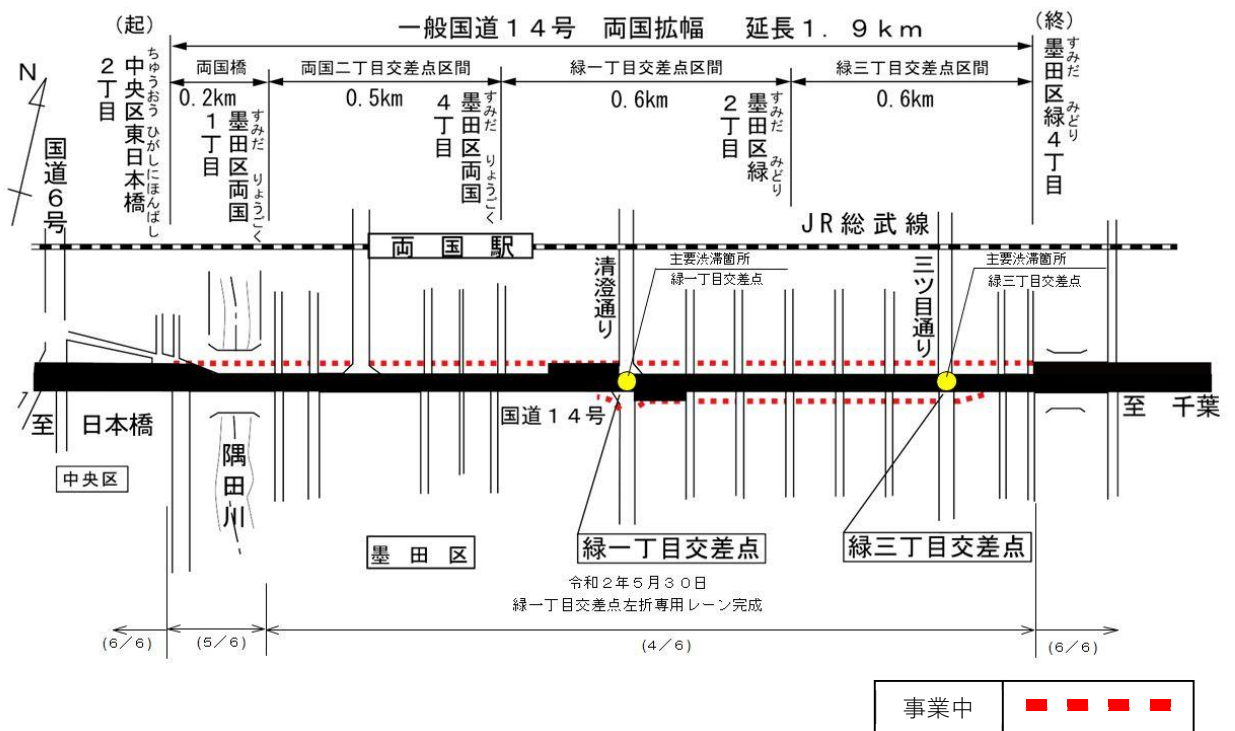 一般国道１４号　両国拡幅　延長１．９ｋｍ
（起）
ちゅうおう ひがしにほんばし
中央区東日本橋
２丁目
両国橋
0.2km
すみだ りょうごく
墨田区両国
１丁目
両国二丁目交差点区間
0.5km
すみだ りょうごく
墨田区両国
４丁目
緑一丁目交差点区間
0.6km
すみだ みどり
墨田区緑
２丁目
緑三丁目交差点区間
0.6km
（終）
すみだ みどり
墨田区緑４丁目
N
国道６号
両国駅
ＪＲ総武線
清澄通り
主要渋滞箇所
緑一丁目交差点
三ツ目通り
主要渋滞箇所
緑三丁目交差点
至　日本橋
国道１４号
至　千葉
中央区
隅田川
墨田区
緑一丁目交差点
緑三丁目交差点
令和２年５月３０日
緑一丁目交差点左折専用レーン完成
(６／６)
(５／６)
(４／６)
(６／６)
事業中